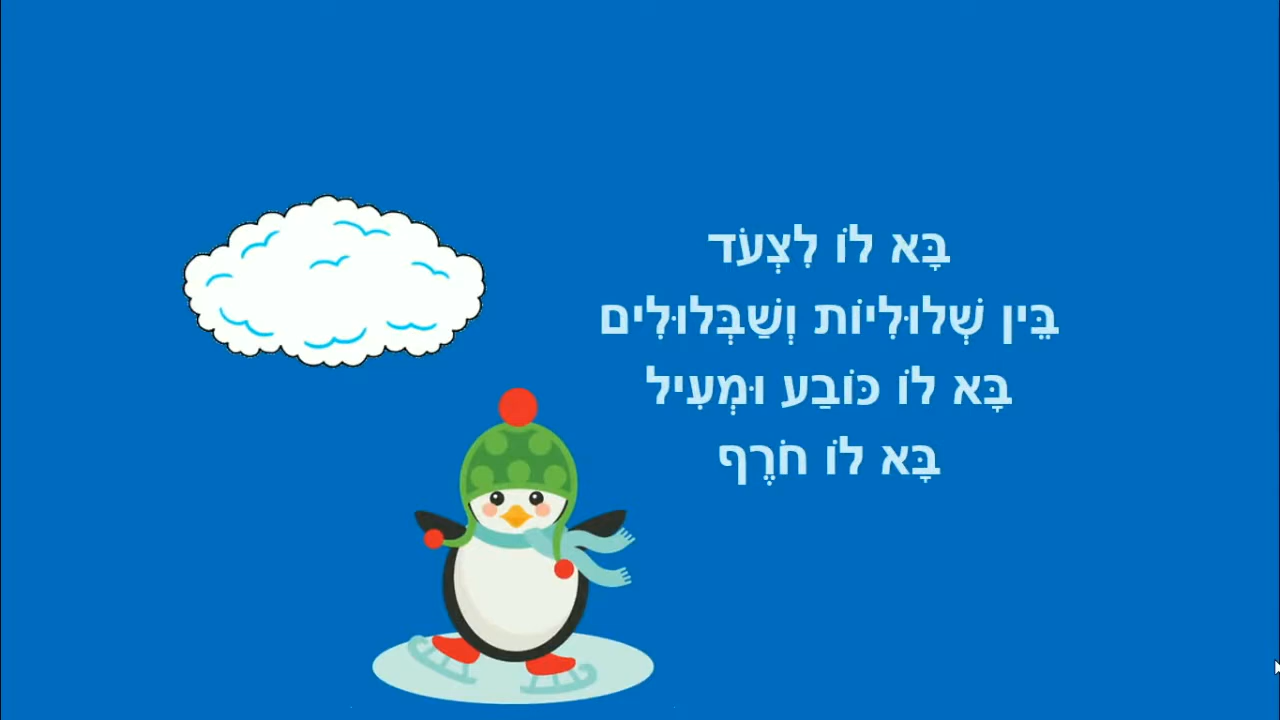 בָּא לוֹ לִצְעֹד
בֵּין שְׁלוּלִיּוֹת וְשַׁבְּלוּלִים
בָּא לוֹ כּוֹבַע וּמְעִיל
בָּא לוֹ חֹרֶף